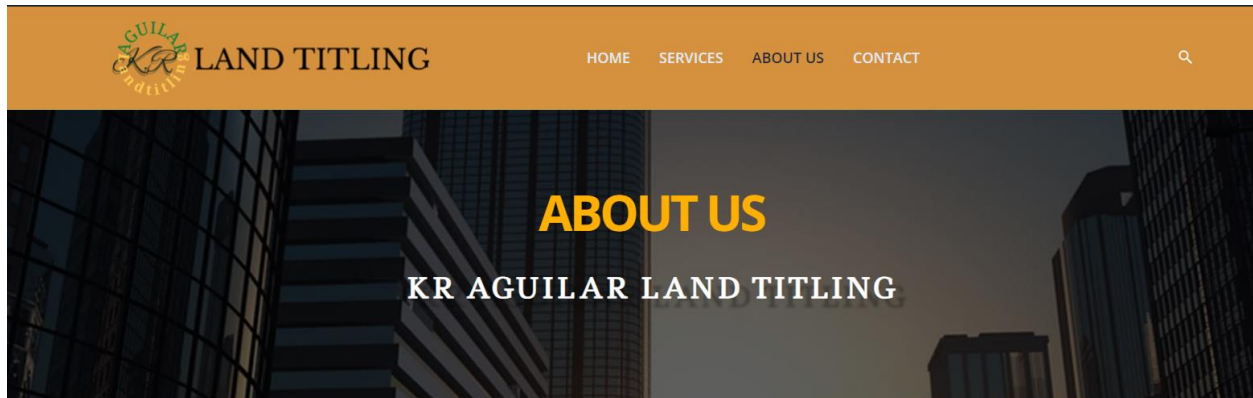 AGUILAR
KR
landtitling
LAND TITLING
HOME SERVICES ABOUT US CONTACT
ABOUT US
KR AGUILAR LAND TITLING